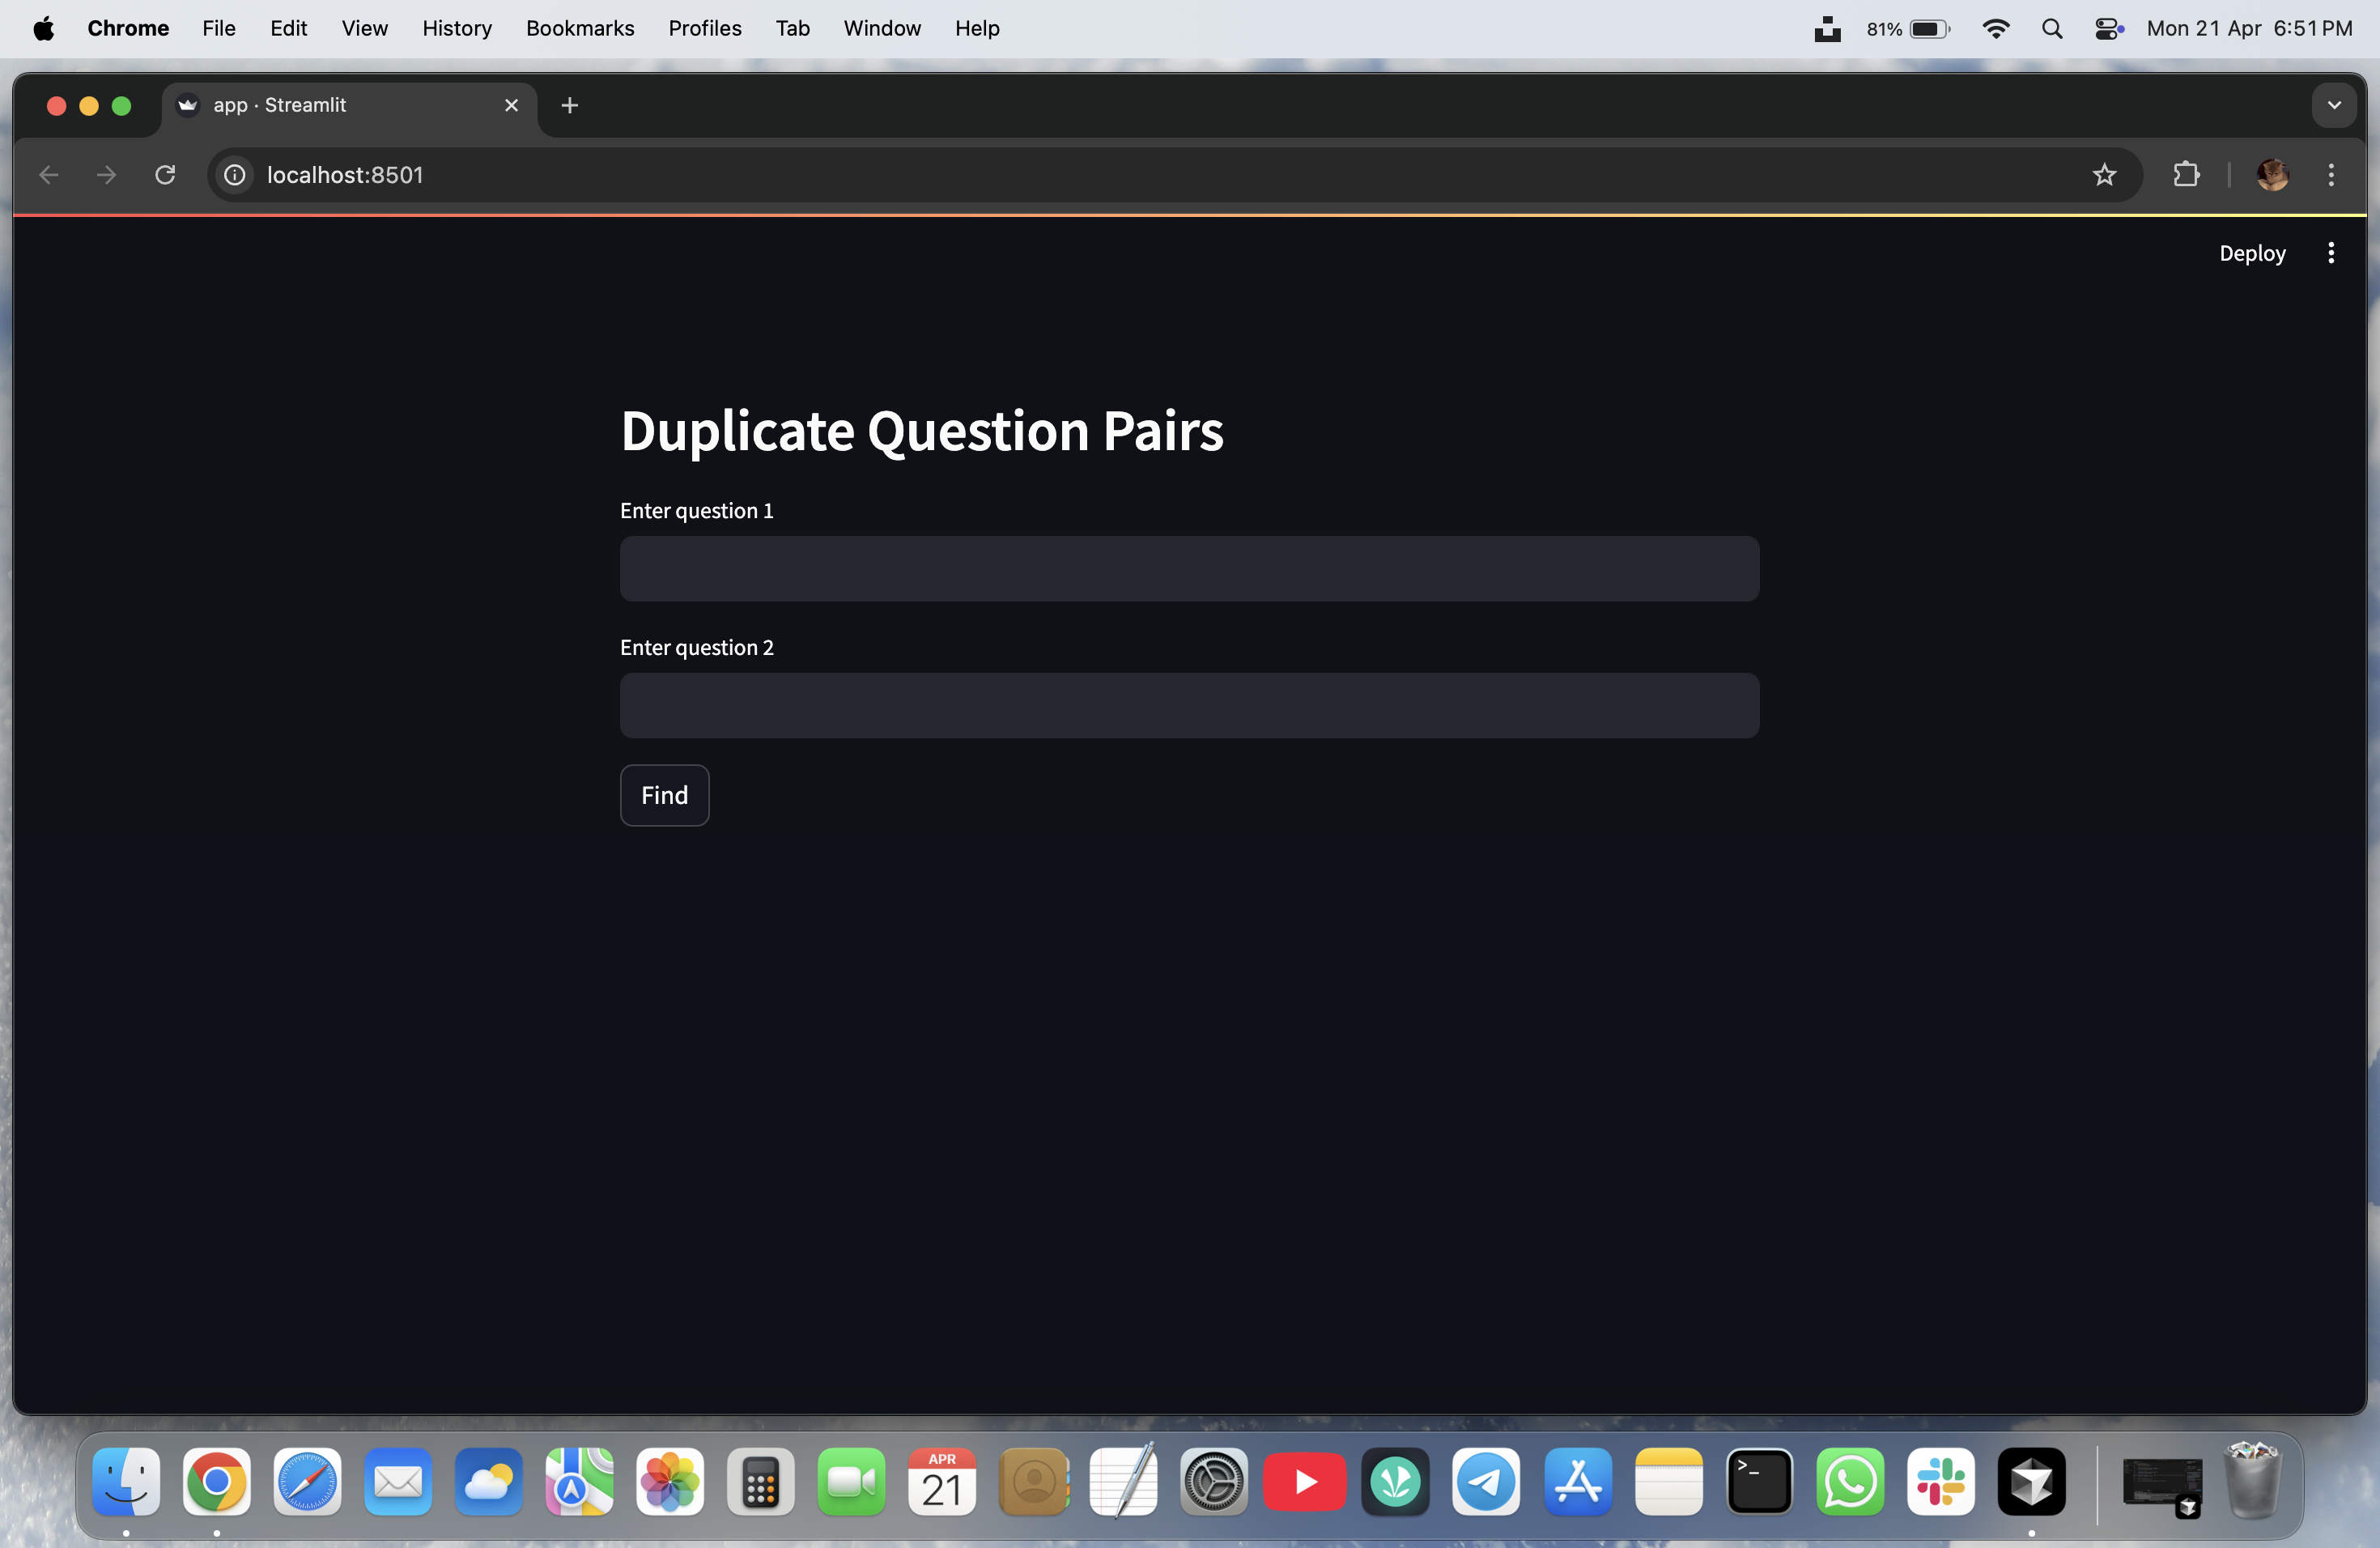 Chrome File Edit View History Bookmarks Profiles Tab Window Help 81% Mon 21 Apr 6:51 PM
app · Streamlit
localhost:8501
Deploy
Duplicate Question Pairs
Enter question 1
Enter question 2
Find
APR
21
>_